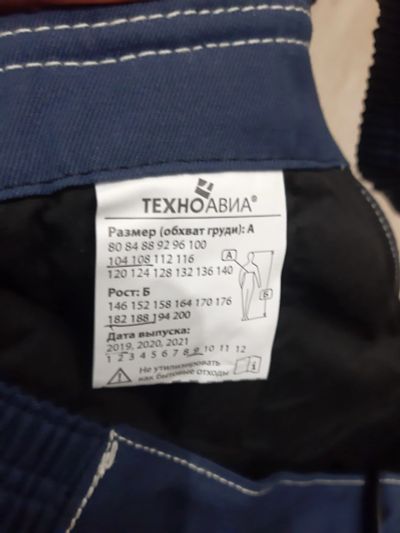 ТЕХНОАВИА®
Размер (обхват груди): А
80 84 88 92 96 100
104 108 112 116
120 124 128 132 136 140
А
Б
Рост: Б
146 152 158 164 170 176
182 188 194 200
Дата выпуска:
2019, 2020, 2021
1 2 3 4 5 6 7 8 9 10 11 12
Не утилизировать
как бытовые отходы